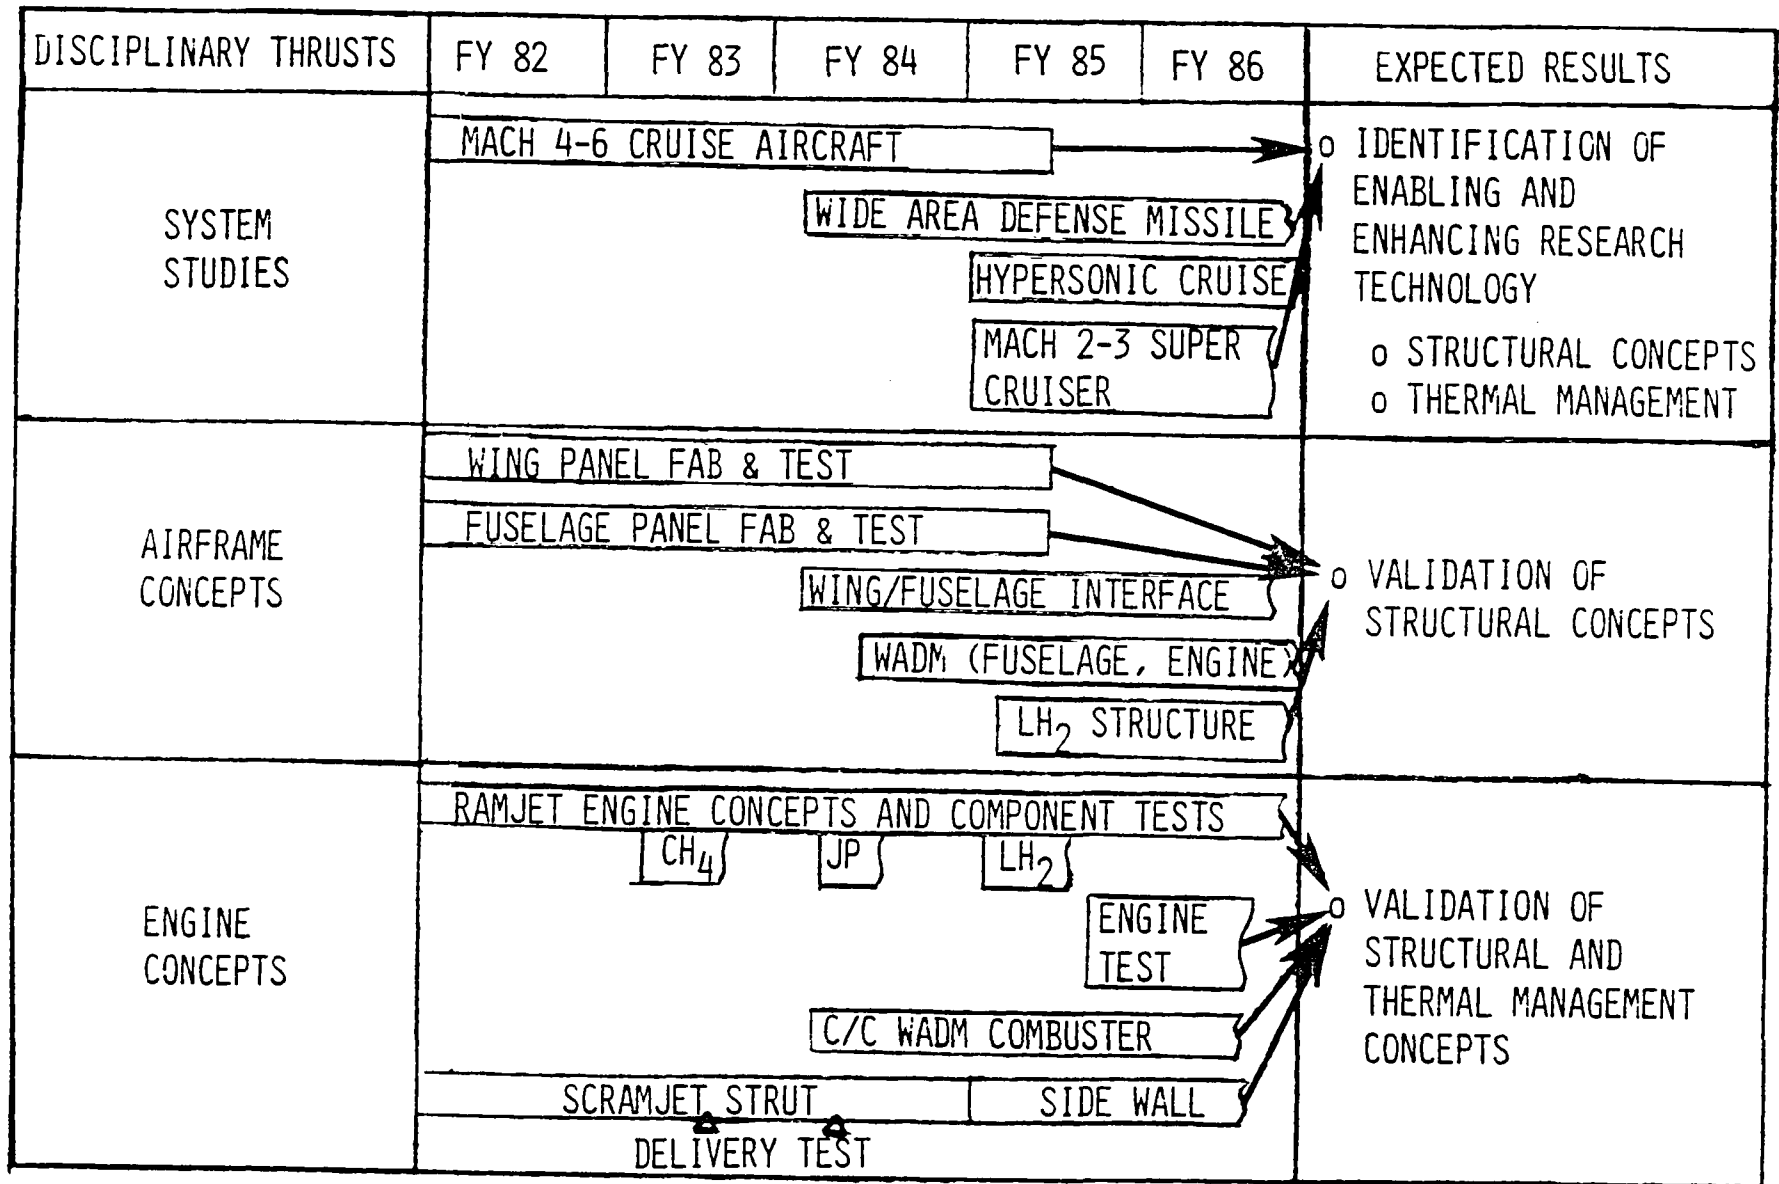 DISCIPLINARY THRUSTS
FY 82
FY 83
FY 84
FY 85
FY 86
EXPECTED RESULTS
SYSTEM
STUDIES
MACH 4-6 CRUISE AIRCRAFT
WIDE AREA DEFENSE MISSILE
HYPERSONIC CRUISE
MACH 2-3 SUPER
CRUISER
o IDENTIFICATION OF
ENABLING AND
ENHANCING RESEARCH
TECHNOLOGY
o STRUCTURAL CONCEPTS
o THERMAL MANAGEMENT
AIRFRAME
CONCEPTS
WING PANEL FAB & TEST
FUSELAGE PANEL FAB & TEST
WING/FUSELAGE INTERFACE
WADM (FUSELAGE, ENGINE)
LH2 STRUCTURE
o VALIDATION OF
STRUCTURAL CONCEPTS
ENGINE
CONCEPTS
RAMJET ENGINE CONCEPTS AND COMPONENT TESTS
CH4
JP
LH2
ENGINE
TEST
C/C WADM COMBUSTER
SCRAMJET STRUT
SIDE WALL
DELIVERY TEST
o VALIDATION OF
STRUCTURAL AND
THERMAL MANAGEMENT
CONCEPTS